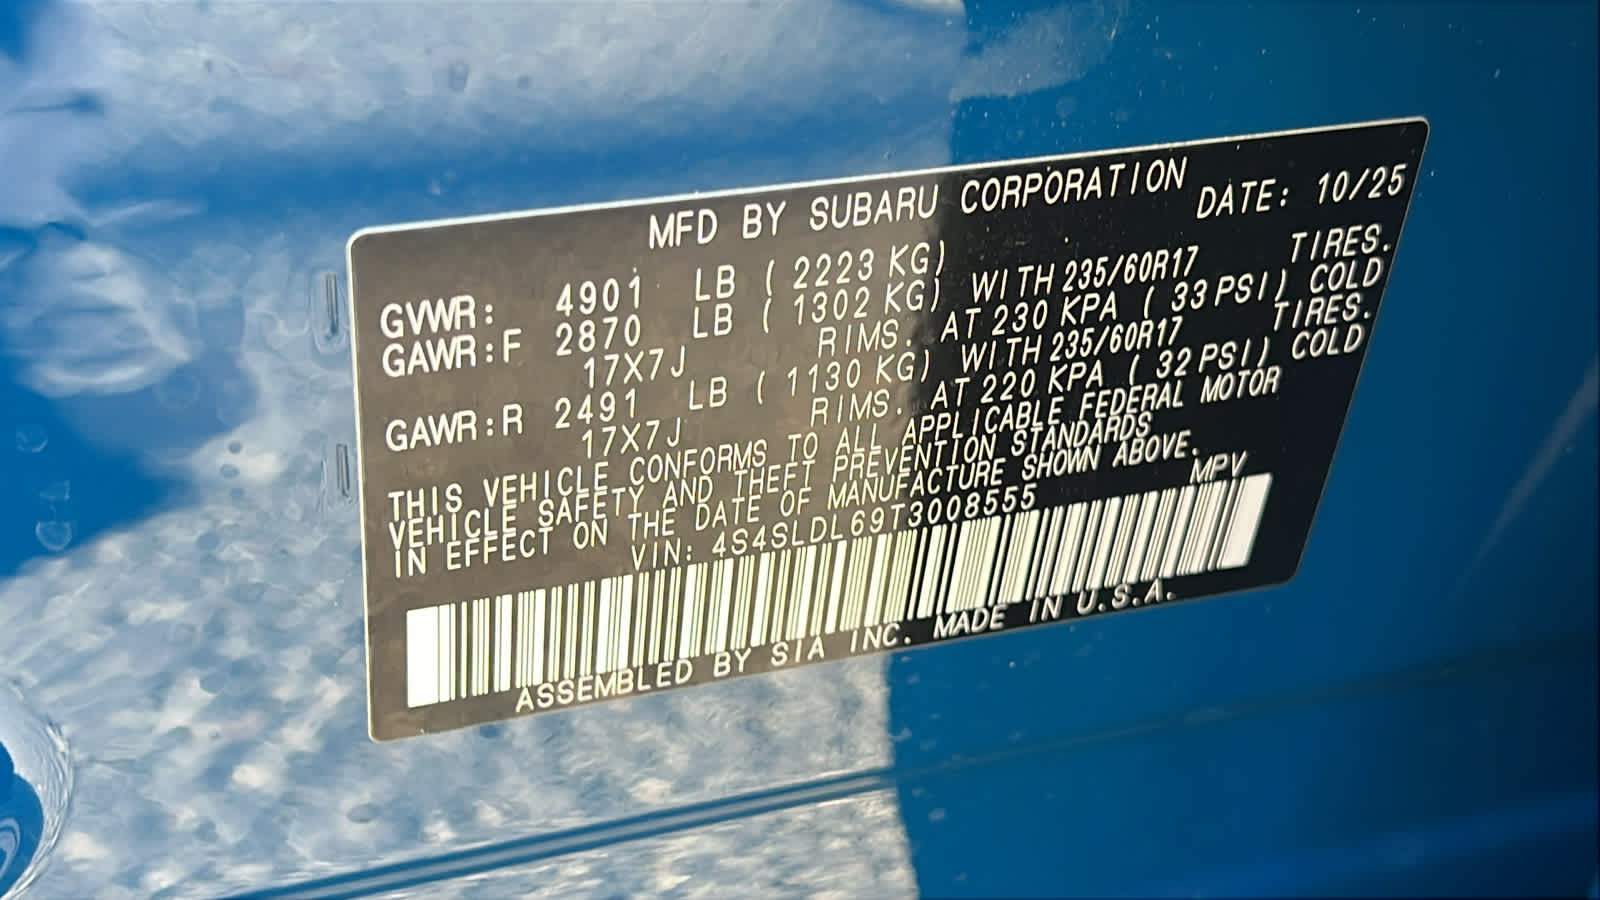 MFD BY SUBARU CORPORATION DATE: 10/25
GVWR: 4901 LB ( 2223 KG)
GAWR:F 2870 LB ( 1302 KG) WITH 235/60R17 TIRES.
17X7J RIMS. AT 230 KPA ( 33 PSI) COLD
GAWR:R 2491 LB ( 1130 KG) WITH 235/60R17 TIRES.
17X7J RIMS. AT 220 KPA ( 32 PSI) COLD
THIS VEHICLE CONFORMS TO ALL APPLICABLE FEDERAL MOTOR
VEHICLE SAFETY AND THEFT PREVENTION STANDARDS
IN EFFECT ON THE DATE OF MANUFACTURE SHOWN ABOVE.
VIN: 4S4SLDL69T3008555 MPV
ASSEMBLED BY SIA INC. MADE IN U.S.A.